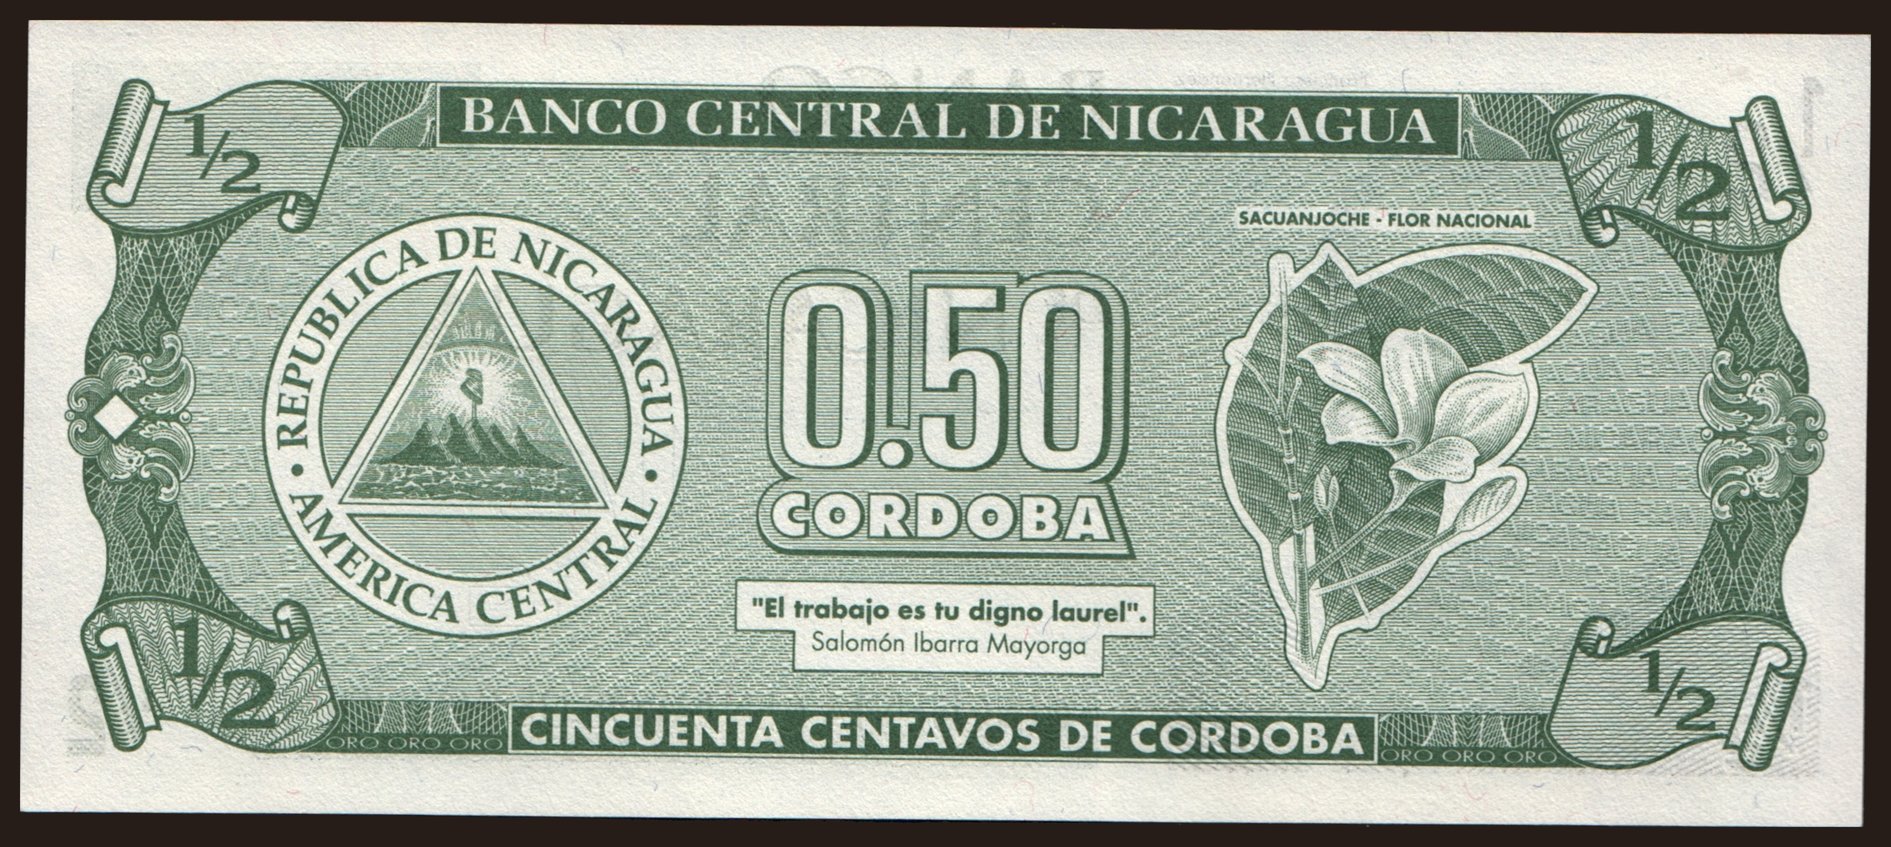 BANCO CENTRAL DE NICARAGUA
1/2
1/2
SACUANJOCHE - FLOR NACIONAL
REPUBLICA DE NICARAGUA
· AMERICA CENTRAL ·
0.50
CORDOBA
"El trabajo es tu digno laurel".
Salomón Ibarra Mayorga
1/2
1/2
ORO ORO ORO
CINCUENTA CENTAVOS DE CORDOBA
ORO ORO ORO